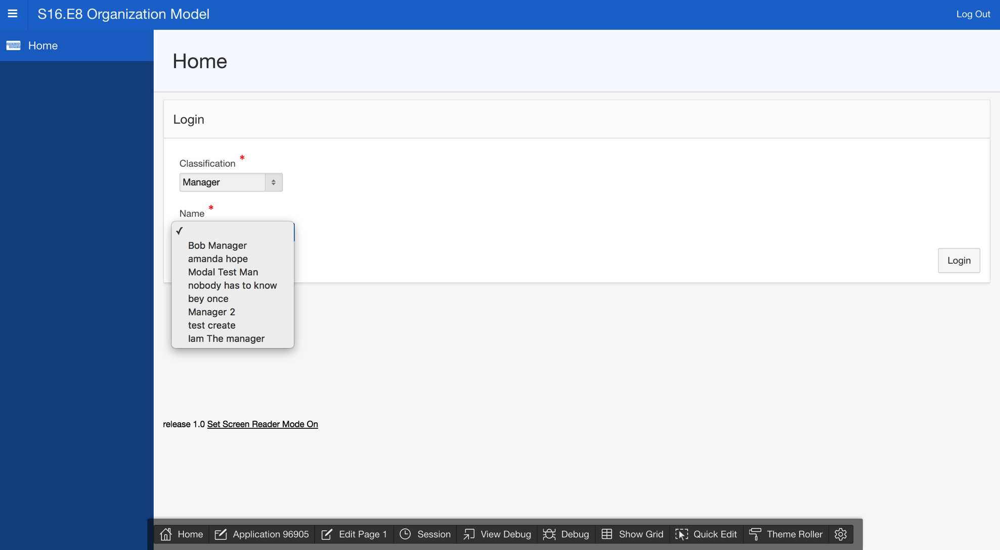 S16.E8 Organization Model
Log Out
AMERICAN EXPRESS
Home
Home
Login
Classification *
Manager
Name *
✓
Bob Manager
amanda hope
Modal Test Man
nobody has to know
bey once
Manager 2
test create
Iam The manager
Login
release 1.0 Set Screen Reader Mode On
Home
Application 96905
Edit Page 1
Session
View Debug
Debug
Show Grid
Quick Edit
Theme Roller